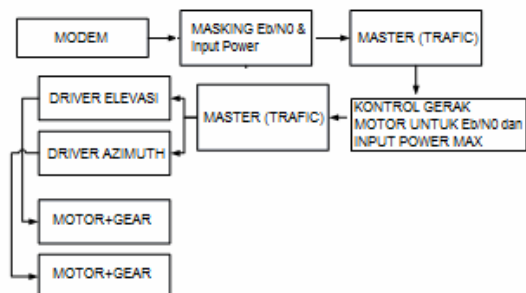 MODEM
MASKING Eb/N0 &
Input Power
MASTER (TRAFIC)
DRIVER ELEVASI
MASTER (TRAFIC)
KONTROL GERAK
MOTOR UNTUK Eb/N0 dan
INPUT POWER MAX
DRIVER AZIMUTH
MOTOR+GEAR
MOTOR+GEAR